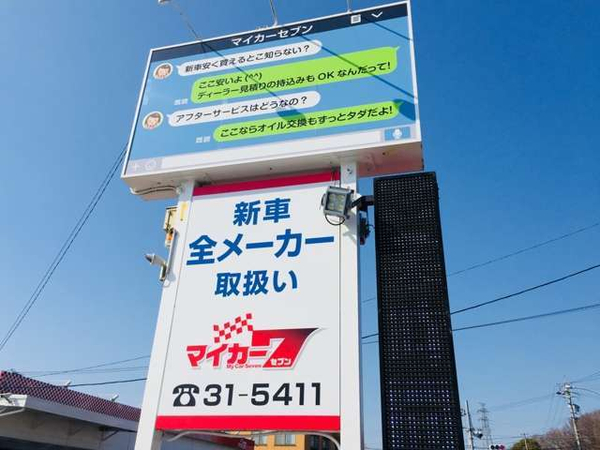 マイカーセブン
新車安く買えるとこ知らない？
ここ安いよ(^^)
ディーラー見積りの持込みも OK なんだって!
既読
アフターサービスはどうなの？
ここならオイル交換もずっとタダだよ!
既読
新車
全メーカー
取扱い
マイカー7
セブン
My Car Seven
☎31-5411